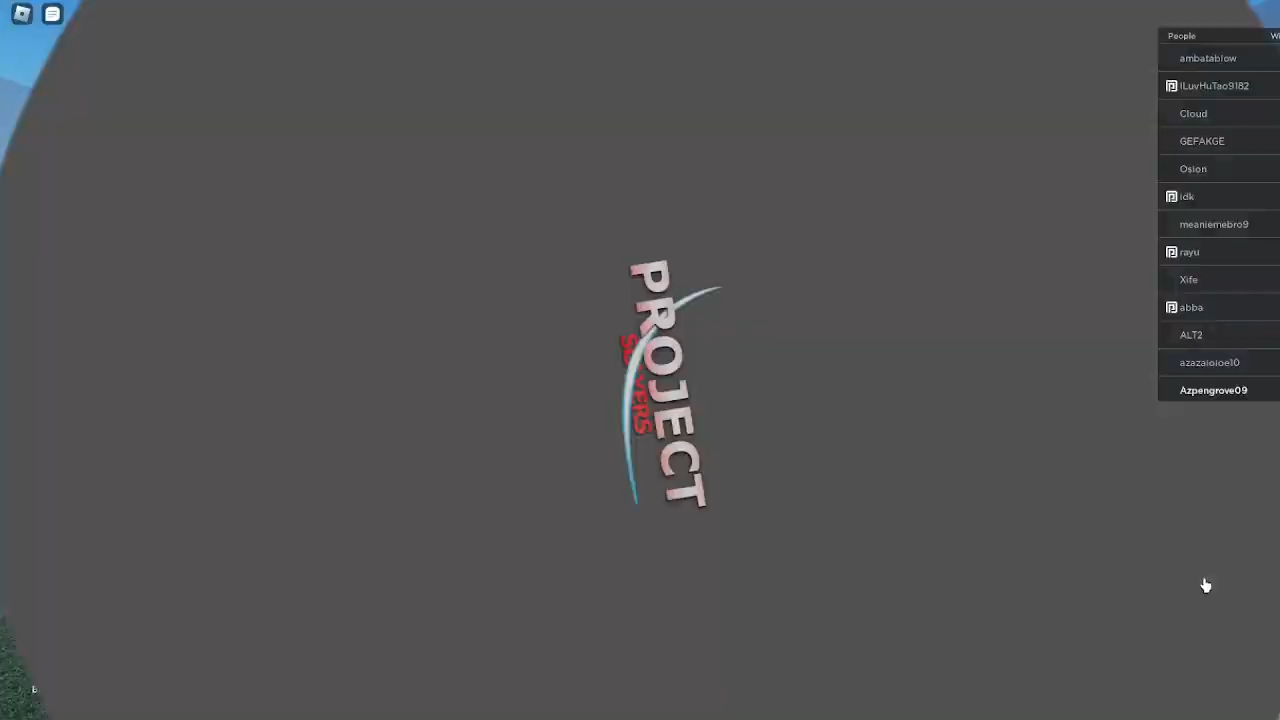 People
ambatablow
ILuvHuTao9182
Cloud
GEFAKGE
Osion
idk
meaniemebro9
rayu
Xife
abba
ALT2
azazaioioe10
Azpengrove09
PROJECT
B